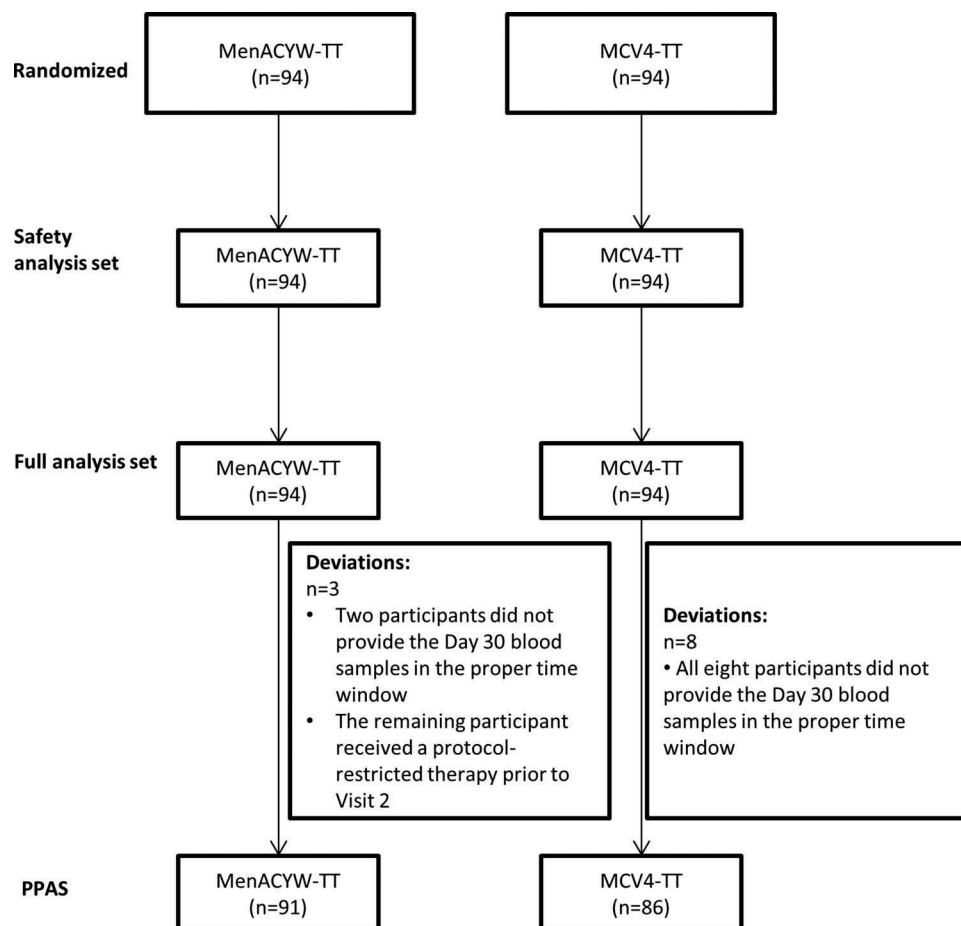 Randomized
MenACYW-TT
(n=94)
MCV4-TT
(n=94)
Safety
analysis set
MenACYW-TT
(n=94)
MCV4-TT
(n=94)
Full analysis set
MenACYW-TT
(n=94)
MCV4-TT
(n=94)
Deviations:
n=3
• Two participants did not
provide the Day 30 blood
samples in the proper time
window
• The remaining participant
received a protocol-
restricted therapy prior to
Visit 2
Deviations:
n=8
• All eight participants did not
provide the Day 30 blood
samples in the proper time
window
PPAS
MenACYW-TT
(n=91)
MCV4-TT
(n=86)